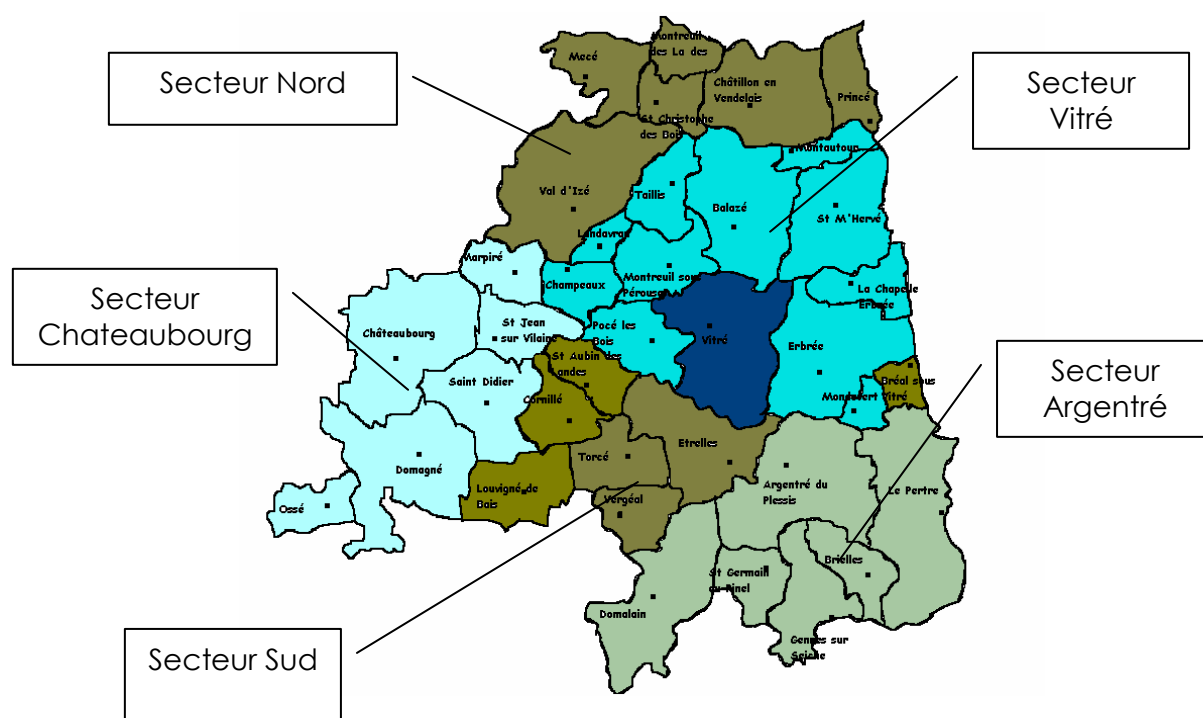 Secteur Nord
Secteur
Vitré
Secteur
Chateaubourg
Secteur
Argentré
Secteur Sud
Mecé
Montreuil
des La des
Châtillon en
Vendelais
Princé
St Christophe
des Bois
Montautour
Val d'Izé
Taillis
Balazé
St M'Hervé
Landavran
Marpiré
Champeaux
Montreuil sous
Pérouse
La Chapelle
Erbrée
Châteaubourg
St Jean
sur Vilaine
Pocé les
Bois
Vitré
Erbrée
St Aubin des
Landes
Saint Didier
Cornillé
Mondevert
Bréal sous
Vitré
Domagné
Torcé
Etrelles
Louvigné de
Bais
Argentré du
Plessis
Le Pertre
Ossé
Vergéal
St Germain
du Pinel
Brielles
Domalain
Gennes sur
Seiche